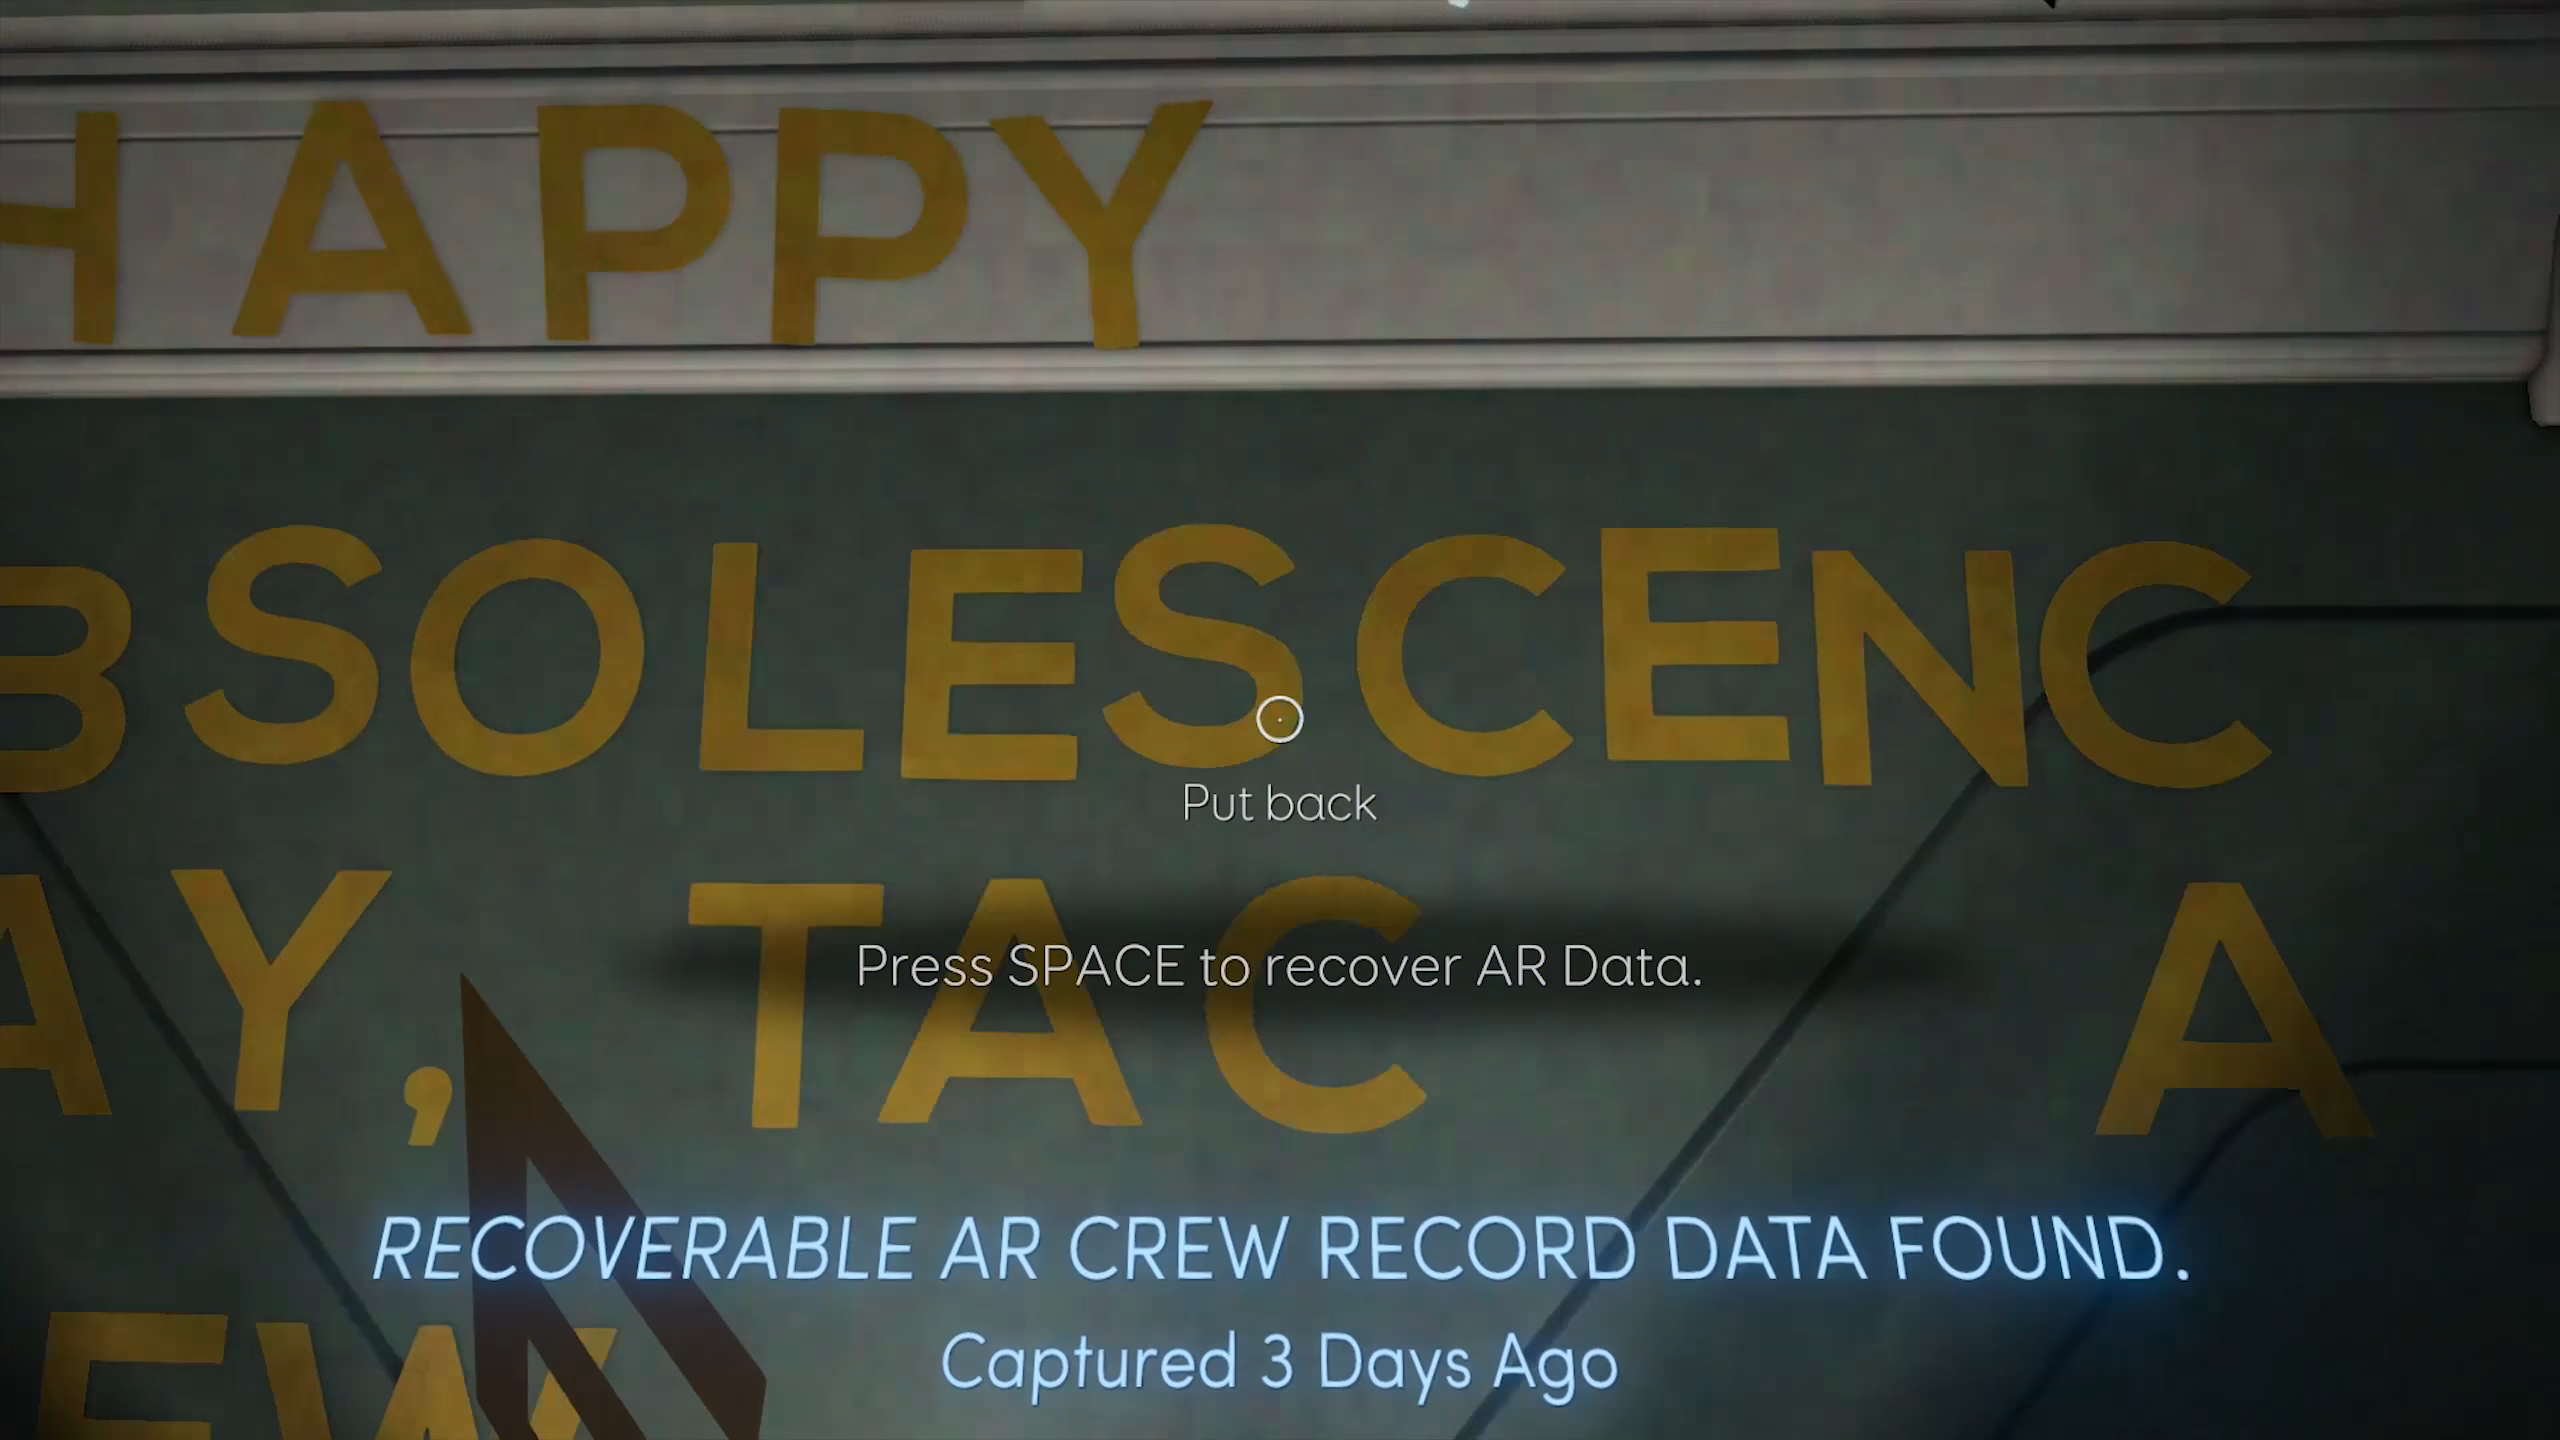 HAPPY
BSOLESCENC
Put back
AY, TAC A
Press SPACE to recover AR Data.
RECOVERABLE AR CREW RECORD DATA FOUND.
EW
Captured 3 Days Ago